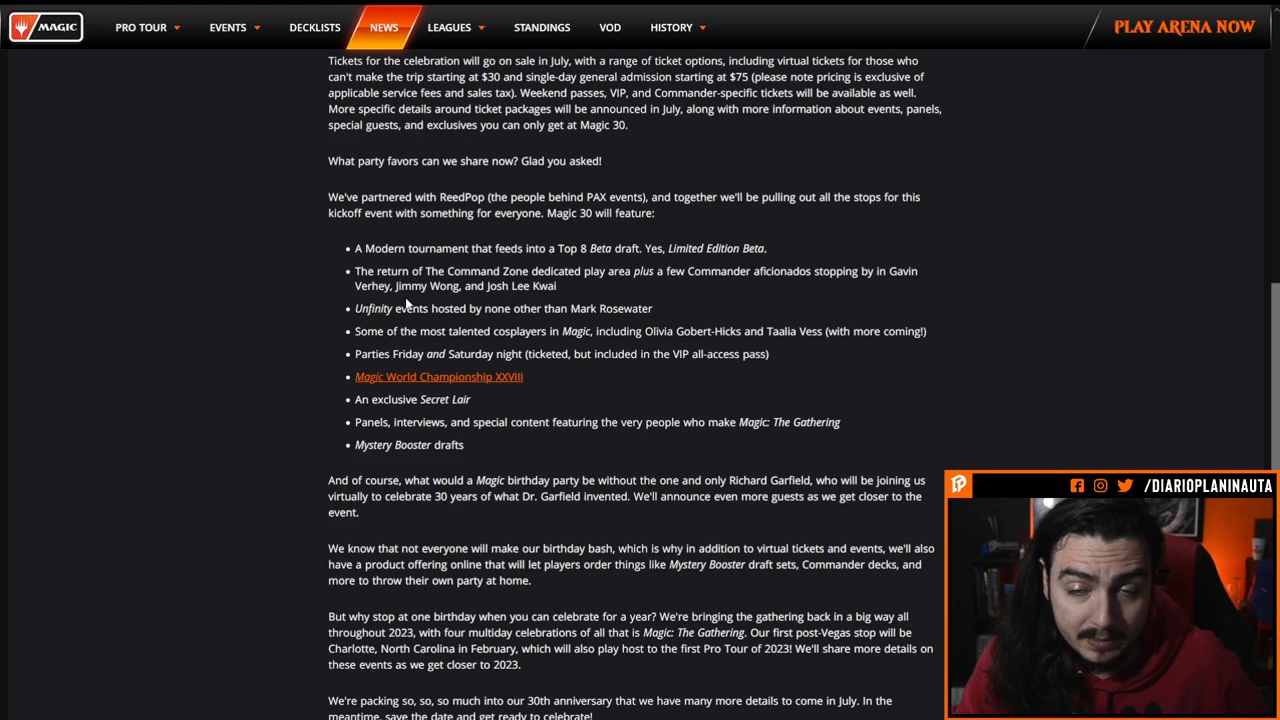 MAGIC PRO TOUR EVENTS DECKLISTS NEWS LEAGUES STANDINGS VOD HISTORY PLAY ARENA NOW
Tickets for the celebration will go on sale in July, with a range of ticket options, including virtual tickets for those who
can't make the trip starting at $30 and single-day general admission starting at $75 (please note pricing is exclusive of
applicable service fees and sales tax). Weekend passes, VIP, and Commander-specific tickets will be available as well.
More specific details around ticket packages will be announced in July, along with more information about events, panels,
special guests, and exclusives you can only get at Magic 30.
What party favors can we share now? Glad you asked!
We've partnered with ReedPop (the people behind PAX events), and together we'll be pulling out all the stops for this
kickoff event with something for everyone. Magic 30 will feature:
• A Modern tournament that feeds into a Top 8 Beta draft. Yes, Limited Edition Beta.
• The return of The Command Zone dedicated play area plus a few Commander aficionados stopping by in Gavin
Verhey, Jimmy Wong, and Josh Lee Kwai
• Unfinity events hosted by none other than Mark Rosewater
• Some of the most talented cosplayers in Magic, including Olivia Gobert-Hicks and Taalia Vess (with more coming!)
• Parties Friday and Saturday night (ticketed, but included in the VIP all-access pass)
• Magic World Championship XXVIII
• An exclusive Secret Lair
• Panels, interviews, and special content featuring the very people who make Magic: The Gathering
• Mystery Booster drafts
And of course, what would a Magic birthday party be without the one and only Richard Garfield, who will be joining us
virtually to celebrate 30 years of what Dr. Garfield invented. We'll announce even more guests as we get closer to the
event.
We know that not everyone will make our birthday bash, which is why in addition to virtual tickets and events, we'll also
have a product offering online that will let players order things like Mystery Booster draft sets, Commander decks, and
more to throw their own party at home.
But why stop at one birthday when you can celebrate for a year? We're bringing the gathering back in a big way all
throughout 2023, with four multiday celebrations of all that is Magic: The Gathering. Our first post-Vegas stop will be
Charlotte, North Carolina in February, which will also play host to the first Pro Tour of 2023! We'll share more details on
these events as we get closer to 2023.
We're packing so, so, so much into our 30th anniversary that we have many more details to come in July. In the
meantime, save the date and get ready to celebrate!
/DIARIOPLANINAUTA